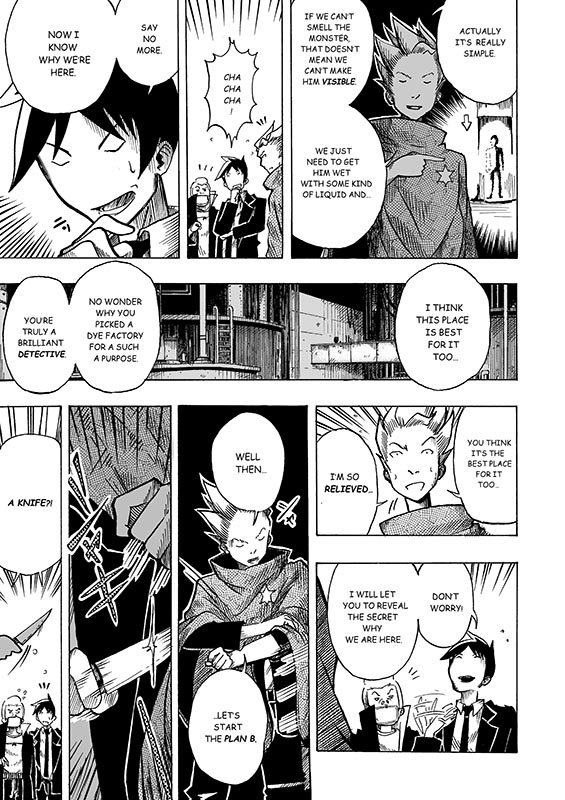 ACTUALLY
IT'S REALLY
SIMPLE.
IF WE CAN'T
SMELL THE
MONSTER,
THAT DOESN'T
MEAN WE
CAN'T MAKE
HIM VISIBLE.
WE JUST
NEED TO GET
HIM WET
WITH SOME KIND
OF LIQUID AND...
CHA
CHA
CHA
!
SAY
NO
MORE.
NOW I
KNOW
WHY WE'RE
HERE.
I THINK
THIS PLACE
IS BEST
FOR IT
TOO...
NO WONDER
WHY YOU
PICKED A
DYE FACTORY
FOR A SUCH
A PURPOSE.
YOU'RE
TRULY A
BRILLIANT
DETECTIVE.
YOU THINK
IT'S THE
BEST PLACE
FOR IT
TOO...
I'M SO
RELIEVED...
DON'T
WORRY!
I WILL LET
YOU TO REVEAL
THE SECRET
WHY
WE ARE HERE.
WELL
THEN...
...LET'S
START
THE PLAN B.
A KNIFE?!